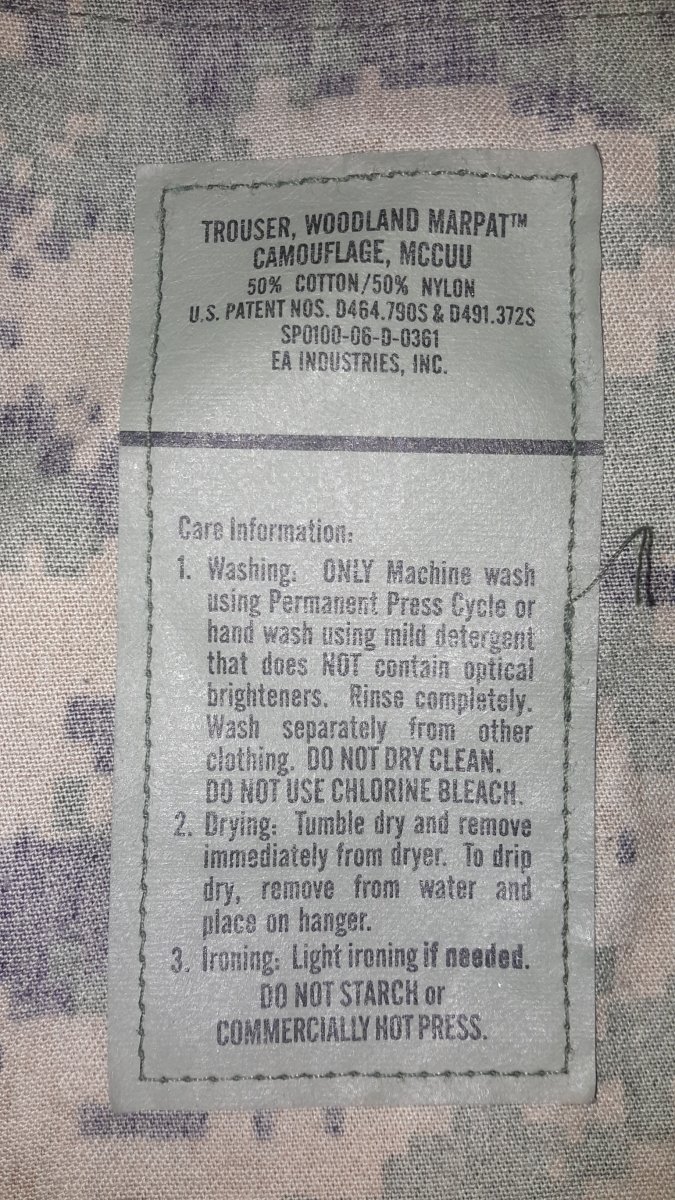 TROUSER, WOODLAND MARPAT™
CAMOUFLAGE, MCCUU
50% COTTON/50% NYLON
U.S. PATENT NOS. D464.790S & D491.372S
SPO100-06-D-0361
EA INDUSTRIES, INC.
Care Information:
1. Washing: ONLY Machine wash
using Permanent Press Cycle or
hand wash using mild detergent
that does NOT contain optical
brighteners. Rinse completely.
Wash separately from other
clothing. DO NOT DRY CLEAN.
DO NOT USE CHLORINE BLEACH.
2. Drying: Tumble dry and remove
immediately from dryer. To drip
dry, remove from water and
place on hanger.
3. Ironing: Light ironing if needed.
DO NOT STARCH or
COMMERCIALLY HOT PRESS.